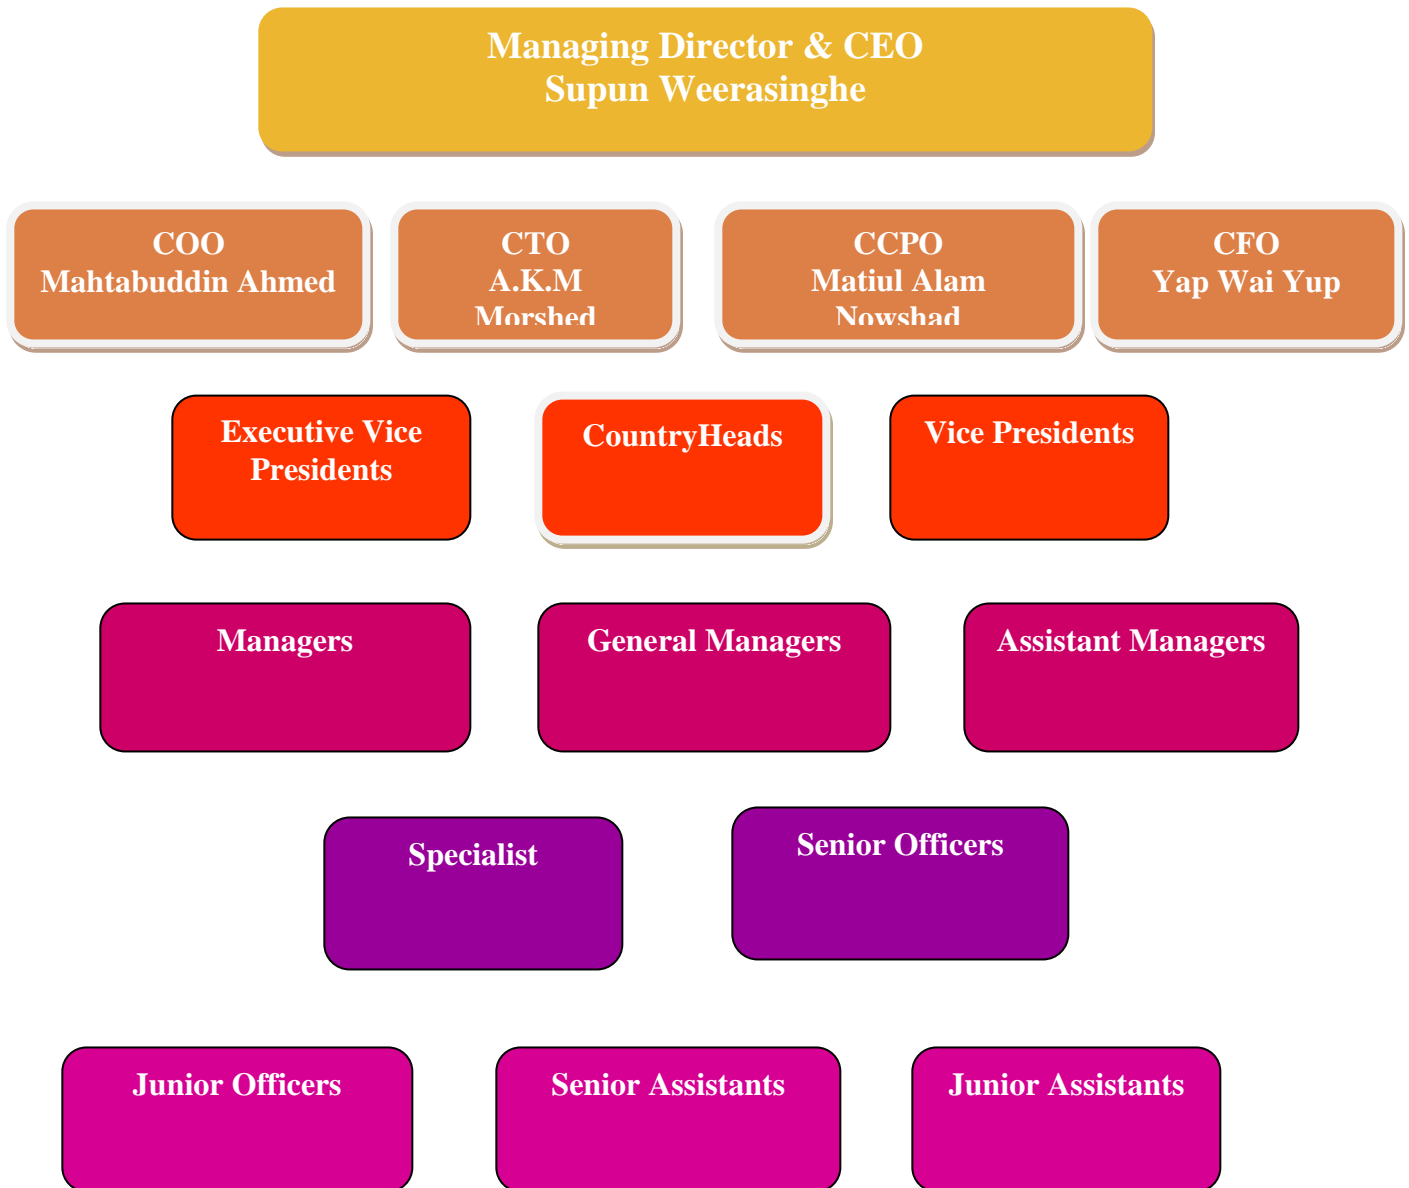 Managing Director & CEO
Supun Weerasinghe
COO
Mahtabuddin Ahmed
CTO
A.K.M
Morshed
CCPO
Matiul Alam
Nowshad
CFO
Yap Wai Yup
Executive Vice
Presidents
CountryHeads
Vice Presidents
Managers
General Managers
Assistant Managers
Specialist
Senior Officers
Junior Officers
Senior Assistants
Junior Assistants